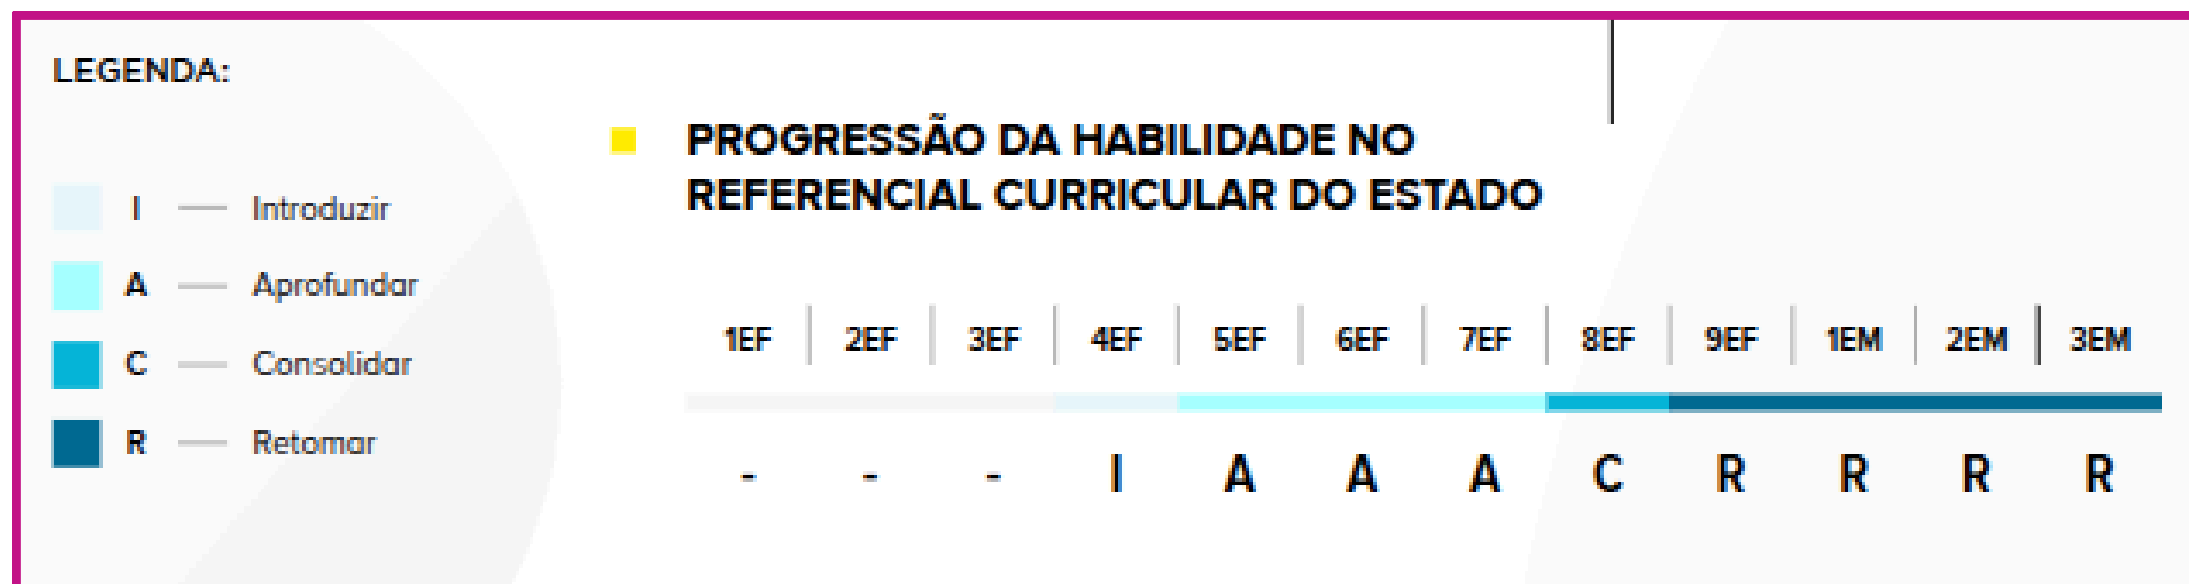 LEGENDA:
I — Introduzir
A — Aprofundar
C — Consolidar
R — Retomar
PROGRESSÃO DA HABILIDADE NO
REFERENCIAL CURRICULAR DO ESTADO
1EF 2EF 3EF 4EF 5EF 6EF 7EF 8EF 9EF 1EM 2EM 3EM
- - - I A A A C R R R R